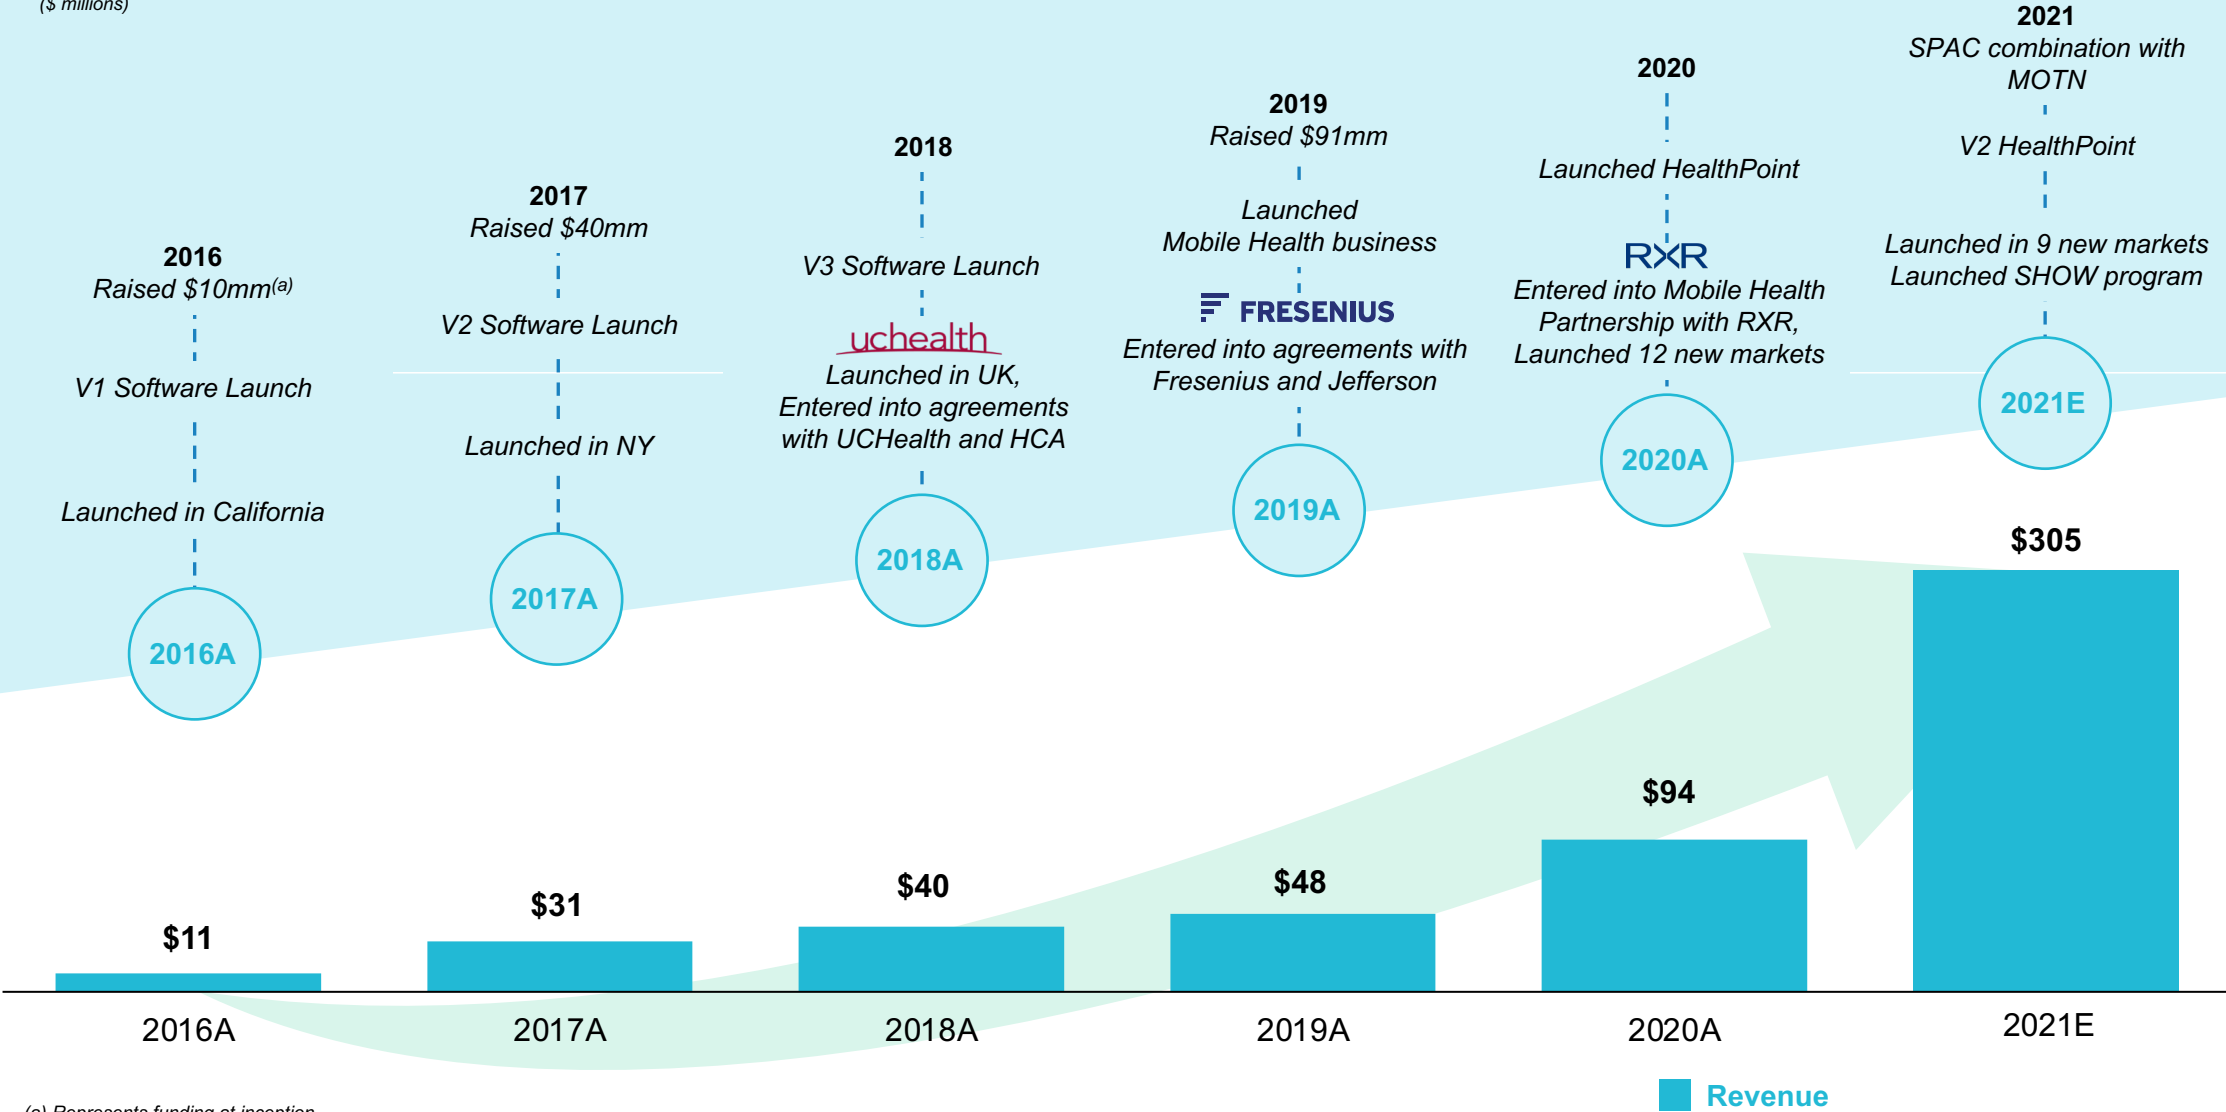 ($ millions)
2016
Raised $10mm(a)
V1 Software Launch
Launched in California
2016A
2017
Raised $40mm
V2 Software Launch
Launched in NY
2017A
2018
V3 Software Launch
uchealth
Launched in UK,
Entered into agreements
with UCHealth and HCA
2018A
2019
Raised $91mm
Launched
Mobile Health business
FRESENIUS
Entered into agreements with
Fresenius and Jefferson
2019A
2020
Launched HealthPoint
RXR
Entered into Mobile Health
Partnership with RXR,
Launched 12 new markets
2020A
2021
SPAC combination with
MOTN
V2 HealthPoint
Launched in 9 new markets
Launched SHOW program
2021E
$11
$31
$40
$48
$94
$305
2016A
2017A
2018A
2019A
2020A
2021E
Revenue
(a) Represents funding at inception